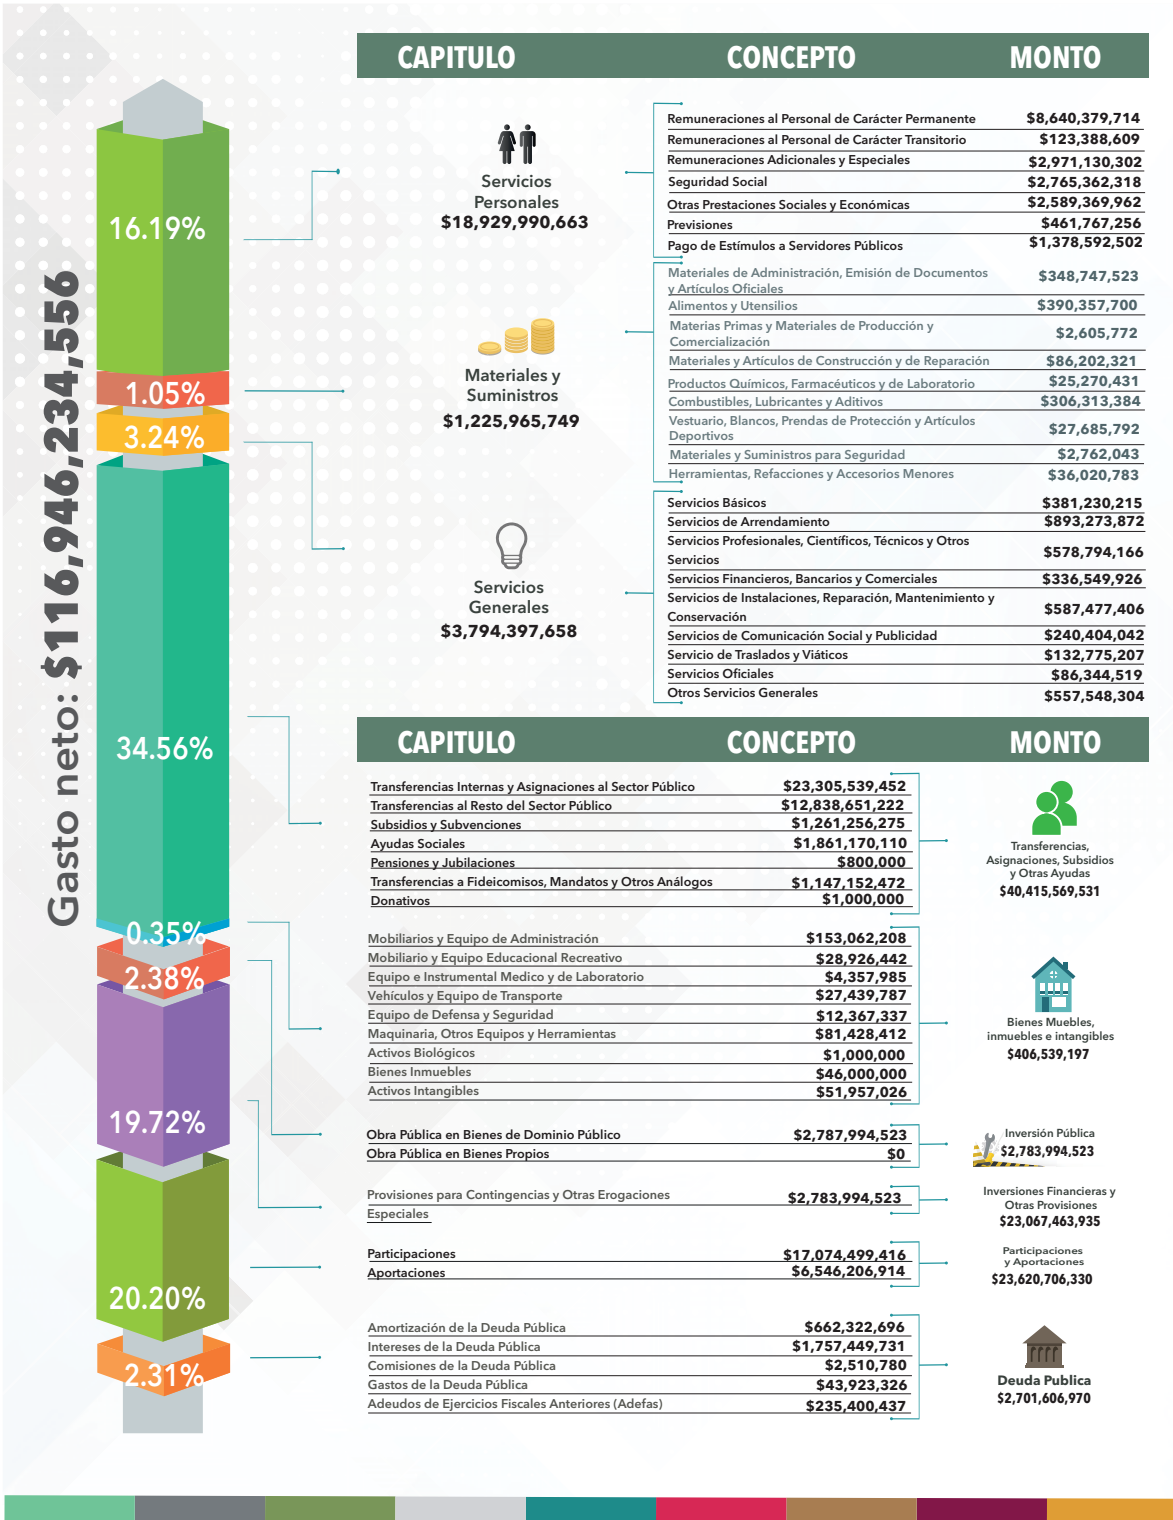 Gasto neto: $116,946,234,556
16.19%
1.05%
3.24%
34.56%
0.35%
2.38%
19.72%
20.20%
2.31%
CAPITULO CONCEPTO MONTO
Servicios
Personales
$18,929,990,663
Remuneraciones al Personal de Carácter Permanente $8,640,379,714
Remuneraciones al Personal de Carácter Transitorio $123,388,609
Remuneraciones Adicionales y Especiales $2,971,130,302
Seguridad Social $2,765,362,318
Otras Prestaciones Sociales y Económicas $2,589,369,962
Previsiones $461,767,256
Pago de Estímulos a Servidores Públicos $1,378,592,502
Materiales y
Suministros
$1,225,965,749
Materiales de Administración, Emisión de Documentos
y Artículos Oficiales $348,747,523
Alimentos y Utensilios $390,357,700
Materias Primas y Materiales de Producción y
Comercialización $2,605,772
Materiales y Artículos de Construcción y de Reparación $86,202,321
Productos Químicos, Farmacéuticos y de Laboratorio $25,270,431
Combustibles, Lubricantes y Aditivos $306,313,384
Vestuario, Blancos, Prendas de Protección y Artículos
Deportivos $27,685,792
Materiales y Suministros para Seguridad $2,762,043
Herramientas, Refacciones y Accesorios Menores $36,020,783
Servicios
Generales
$3,794,397,658
Servicios Básicos $381,230,215
Servicios de Arrendamiento $893,273,872
Servicios Profesionales, Científicos, Técnicos y Otros
Servicios $578,794,166
Servicios Financieros, Bancarios y Comerciales $336,549,926
Servicios de Instalaciones, Reparación, Mantenimiento y
Conservación $587,477,406
Servicios de Comunicación Social y Publicidad $240,404,042
Servicio de Traslados y Viáticos $132,775,207
Servicios Oficiales $86,344,519
Otros Servicios Generales $557,548,304
CAPITULO CONCEPTO MONTO
Transferencias Internas y Asignaciones al Sector Público $23,305,539,452
Transferencias al Resto del Sector Público $12,838,651,222
Subsidios y Subvenciones $1,261,256,275
Ayudas Sociales $1,861,170,110
Pensiones y Jubilaciones $800,000
Transferencias a Fideicomisos, Mandatos y Otros Análogos $1,147,152,472
Donativos $1,000,000
Transferencias,
Asignaciones, Subsidios
y Otras Ayudas
$40,415,569,531
Mobiliarios y Equipo de Administración $153,062,208
Mobiliario y Equipo Educacional Recreativo $28,926,442
Equipo e Instrumental Medico y de Laboratorio $4,357,985
Vehículos y Equipo de Transporte $27,439,787
Equipo de Defensa y Seguridad $12,367,337
Maquinaria, Otros Equipos y Herramientas $81,428,412
Activos Biológicos $1,000,000
Bienes Inmuebles $46,000,000
Activos Intangibles $51,957,026
Bienes Muebles,
inmuebles e intangibles
$406,539,197
Obra Pública en Bienes de Dominio Público $2,787,994,523
Obra Pública en Bienes Propios $0
Inversión Pública
$2,783,994,523
Provisiones para Contingencias y Otras Erogaciones
Especiales $2,783,994,523
Inversiones Financieras y
Otras Provisiones
$23,067,463,935
Participaciones $17,074,499,416
Aportaciones $6,546,206,914
Participaciones
y Aportaciones
$23,620,706,330
Amortización de la Deuda Pública $662,322,696
Intereses de la Deuda Pública $1,757,449,731
Comisiones de la Deuda Pública $2,510,780
Gastos de la Deuda Pública $43,923,326
Adeudos de Ejercicios Fiscales Anteriores (Adefas) $235,400,437
Deuda Publica
$2,701,606,970